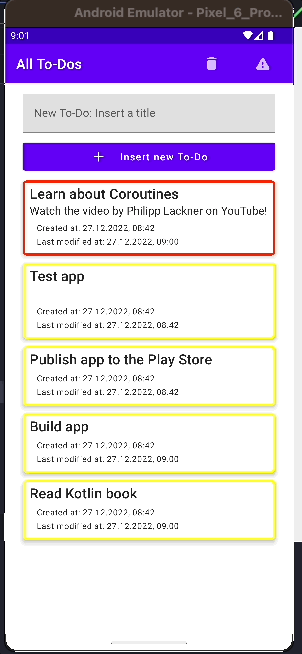 Android Emulator - Pixel_6_Pro...
9:01
All To-Dos
New To-Do: Insert a title
+ Insert new To-Do
Learn about Coroutines
Watch the video by Philipp Lackner on YouTube!
Created at: 27.12.2022, 08:42
Last modified at: 27.12.2022, 09:00
Test app
Created at: 27.12.2022, 08:42
Last modified at: 27.12.2022, 08:42
Publish app to the Play Store
Created at: 27.12.2022, 08:42
Last modified at: 27.12.2022, 08:42
Build app
Created at: 27.12.2022, 08:42
Last modified at: 27.12.2022, 09:00
Read Kotlin book
Created at: 27.12.2022, 08:42
Last modified at: 27.12.2022, 09:00